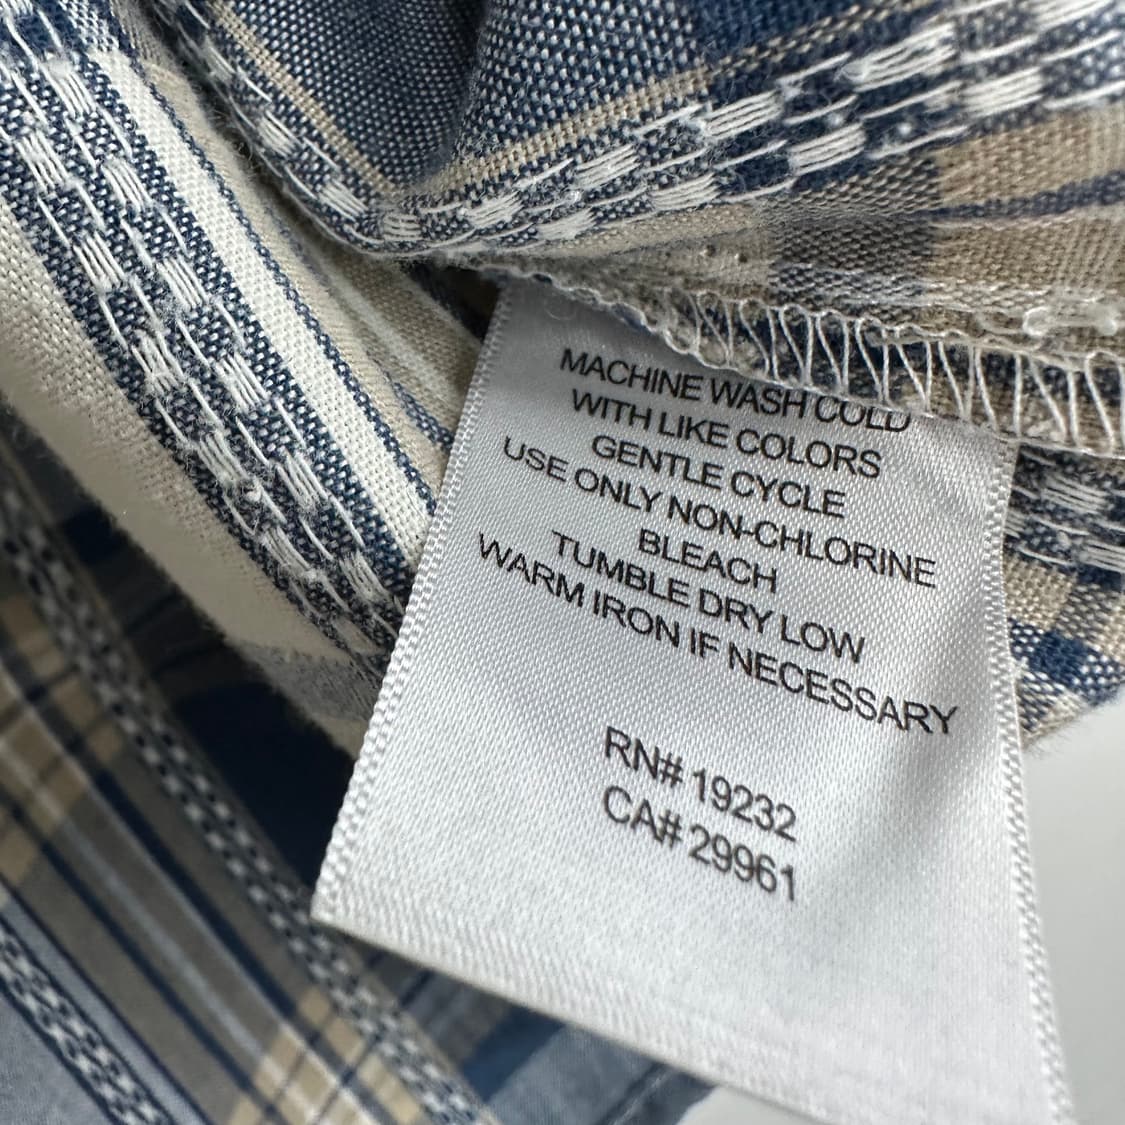 MACHINE WASH COLD
WITH LIKE COLORS
GENTLE CYCLE
USE ONLY NON-CHLORINE
BLEACH
TUMBLE DRY LOW
WARM IRON IF NECESSARY
RN# 19232
CA# 29961